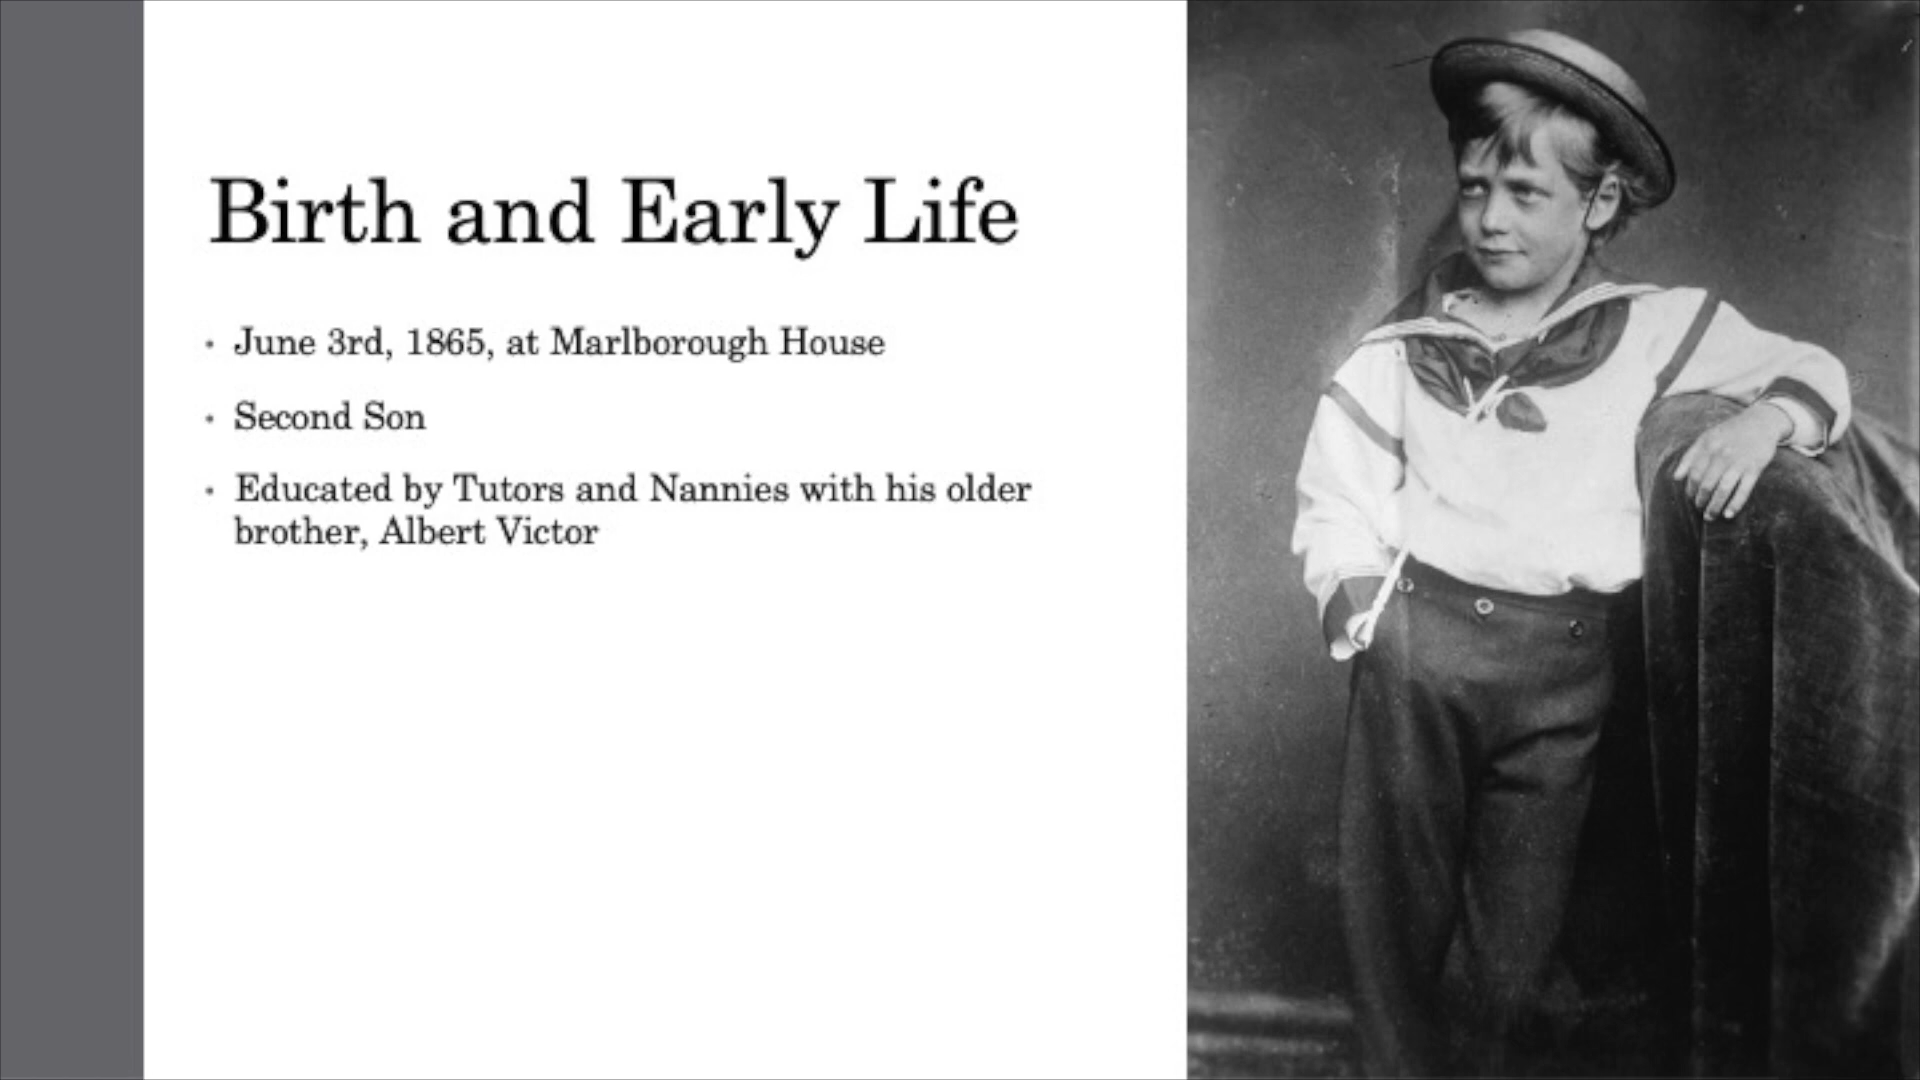 Birth and Early Life
• June 3rd, 1865, at Marlborough House
• Second Son
• Educated by Tutors and Nannies with his older
brother, Albert Victor